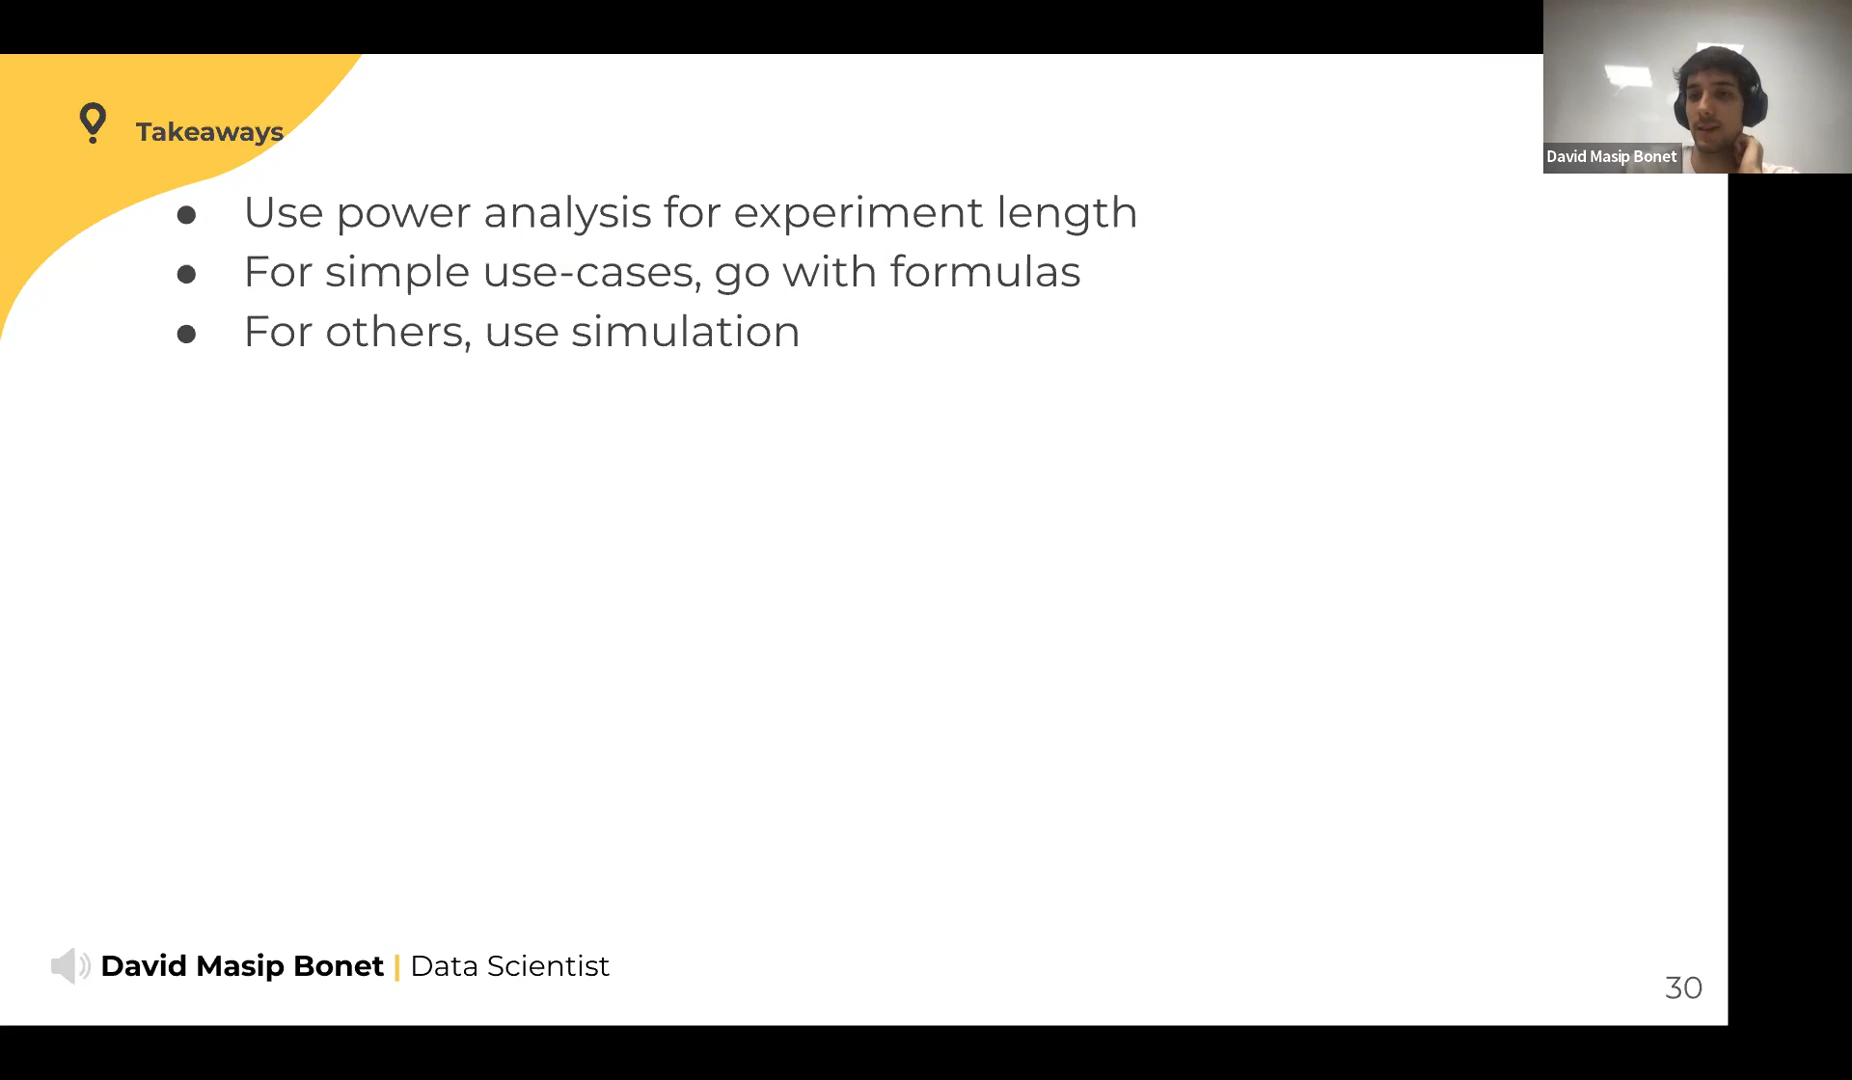 David Masip Bonet
Takeaways
● Use power analysis for experiment length
● For simple use-cases, go with formulas
● For others, use simulation
David Masip Bonet | Data Scientist
30